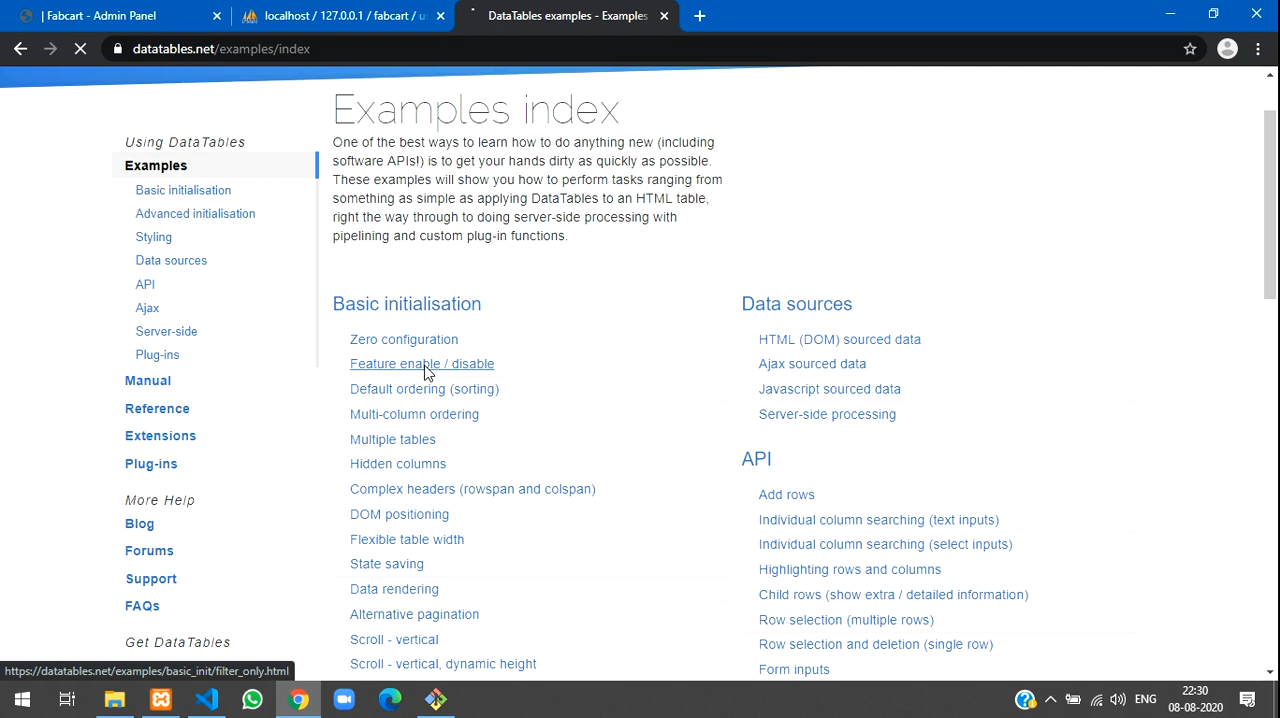 | Fabcart - Admin Panel
localhost / 127.0.0.1 / fabcart / u
DataTables examples - Examples
datatables.net/examples/index
Examples index
One of the best ways to learn how to do anything new (including
software APIs!) is to get your hands dirty as quickly as possible.
These examples will show you how to perform tasks ranging from
something as simple as applying DataTables to an HTML table,
right the way through to doing server-side processing with
pipelining and custom plug-in functions.
Using DataTables
Examples
Basic initialisation
Advanced initialisation
Styling
Data sources
API
Ajax
Server-side
Plug-ins
Manual
Reference
Extensions
Plug-ins
More Help
Blog
Forums
Support
FAQs
Get DataTables
Basic initialisation
Zero configuration
Feature enable / disable
Default ordering (sorting)
Multi-column ordering
Multiple tables
Hidden columns
Complex headers (rowspan and colspan)
DOM positioning
Flexible table width
State saving
Data rendering
Alternative pagination
Scroll - vertical
Scroll - vertical, dynamic height
Data sources
HTML (DOM) sourced data
Ajax sourced data
Javascript sourced data
Server-side processing
API
Add rows
Individual column searching (text inputs)
Individual column searching (select inputs)
Highlighting rows and columns
Child rows (show extra / detailed information)
Row selection (multiple rows)
Row selection and deletion (single row)
Form inputs
https://datatables.net/examples/basic_init/filter_only.html
ENG
22:30
08-08-2020